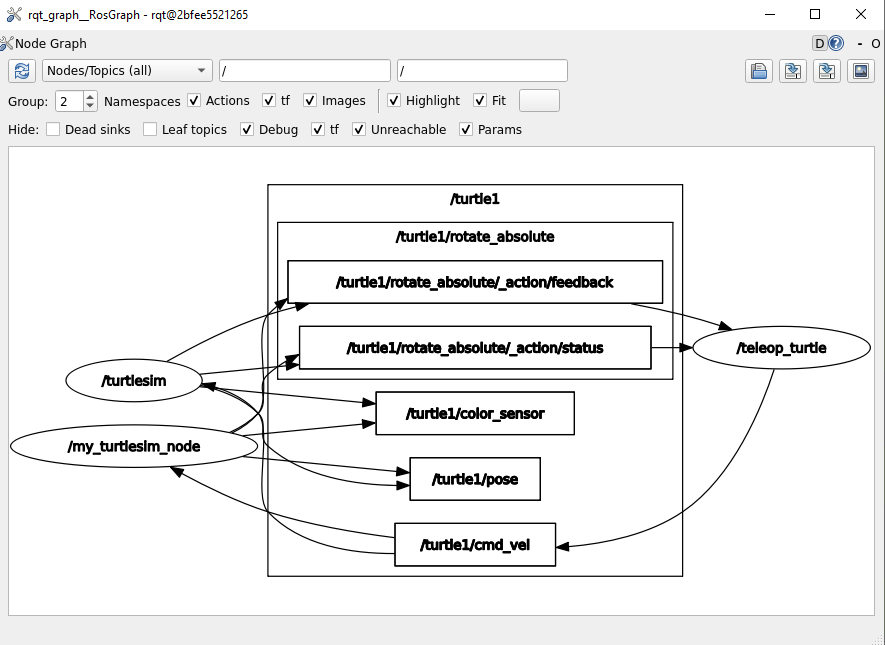 rqt_graph__RosGraph - rqt@2bfee5521265
Node Graph
D ? - O
Nodes/Topics (all) / /
Group: 2 Namespaces Actions tf Images Highlight Fit
Hide: Dead sinks Leaf topics Debug tf Unreachable Params
/turtle1
/turtle1/rotate_absolute
/turtle1/rotate_absolute/_action/feedback
/turtle1/rotate_absolute/_action/status
/teleop_turtle
/turtlesim
/turtle1/color_sensor
/my_turtlesim_node
/turtle1/pose
/turtle1/cmd_vel